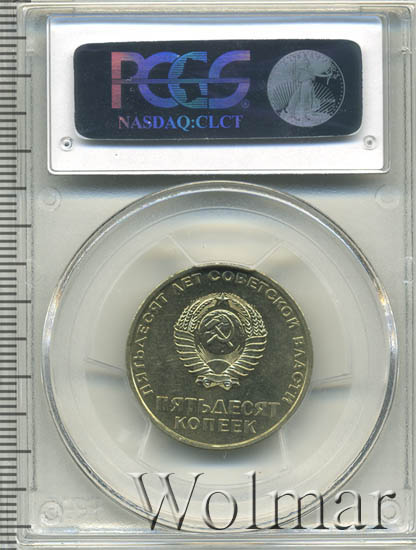 PCGS
NASDAQ:CLCT
ПЯТЬДЕСЯТ ЛЕТ СОВЕТСКОЙ ВЛАСТИ
ПЯТЬДЕСЯТ
КОПЕЕК
Wolmar